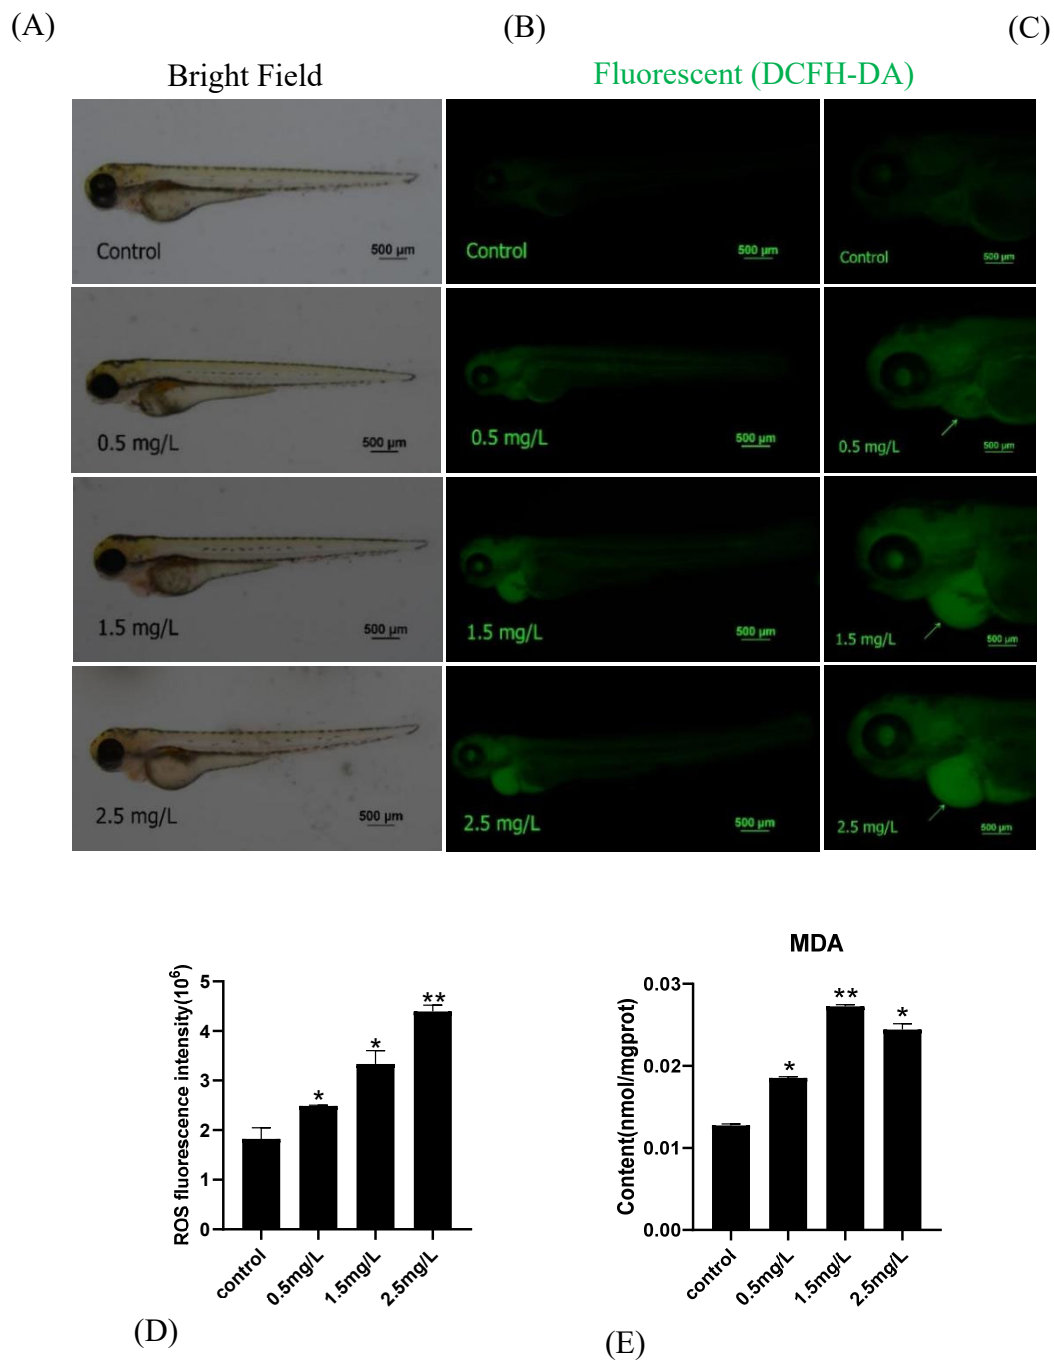 (A)
(B)
(C)
Bright Field
Fluorescent (DCFH-DA)
Control
500 μm
Control
500 μm
Control
500 μm
0.5 mg/L
500 μm
0.5 mg/L
500 μm
0.5 mg/L
500 μm
1.5 mg/L
500 μm
1.5 mg/L
500 μm
1.5 mg/L
500 μm
2.5 mg/L
500 μm
2.5 mg/L
500 μm
2.5 mg/L
500 μm
ROS fluorescence intensity(10⁶)
5
4
3
2
1
0
*
*
**
control
0.5mg/L
1.5mg/L
2.5mg/L
(D)
MDA
Content(nmol/mgprot)
0.03
0.02
0.01
0.00
*
**
*
control
0.5mg/L
1.5mg/L
2.5mg/L
(E)